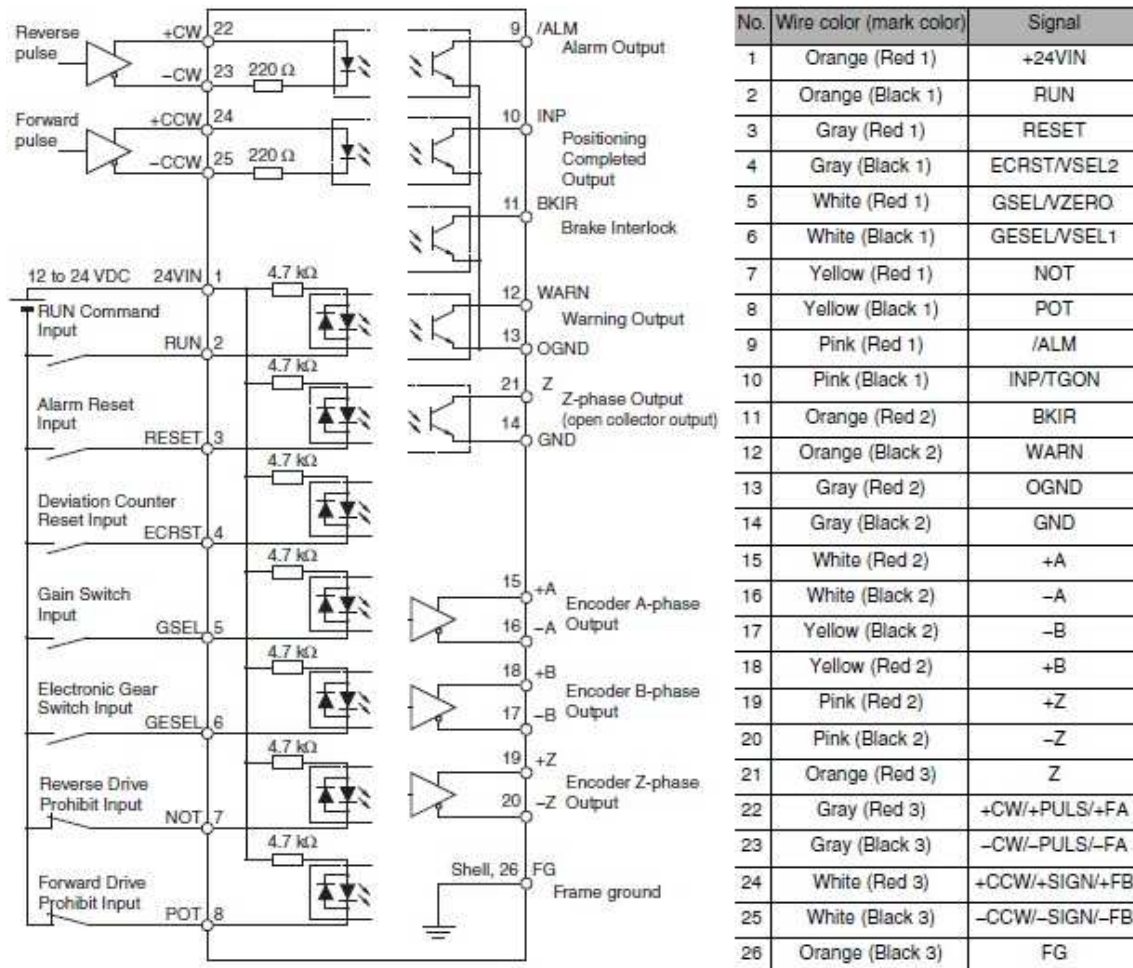 Reverse
pulse
+CW 22
−CW 23 220 Ω
Forward
pulse
+CCW 24
−CCW 25 220 Ω
12 to 24 VDC 24VIN 1 4.7 kΩ
RUN Command
Input
RUN 2
4.7 kΩ
Alarm Reset
Input
RESET 3
4.7 kΩ
Deviation Counter
Reset Input
ECRST 4
4.7 kΩ
Gain Switch
Input
GSEL 5
4.7 kΩ
Electronic Gear
Switch Input
GESEL 6
4.7 kΩ
Reverse Drive
Prohibit Input
NOT 7
4.7 kΩ
Forward Drive
Prohibit Input
POT 8
9 /ALM
Alarm Output
10 INP
Positioning
Completed
Output
11 BKIR
Brake Interlock
12 WARN
Warning Output
13 OGND
21 Z
Z-phase Output
(open collector output)
14 GND
15 +A
Encoder A-phase
16 −A Output
18 +B
Encoder B-phase
17 −B Output
19 +Z
Encoder Z-phase
20 −Z Output
Shell, 26 FG
Frame ground
No. Wire color (mark color) Signal
1 Orange (Red 1) +24VIN
2 Orange (Black 1) RUN
3 Gray (Red 1) RESET
4 Gray (Black 1) ECRST/VSEL2
5 White (Red 1) GSEL/VZERO
6 White (Black 1) GESEL/VSEL1
7 Yellow (Red 1) NOT
8 Yellow (Black 1) POT
9 Pink (Red 1) /ALM
10 Pink (Black 1) INP/TGON
11 Orange (Red 2) BKIR
12 Orange (Black 2) WARN
13 Gray (Red 2) OGND
14 Gray (Black 2) GND
15 White (Red 2) +A
16 White (Black 2) −A
17 Yellow (Black 2) −B
18 Yellow (Red 2) +B
19 Pink (Red 2) +Z
20 Pink (Black 2) −Z
21 Orange (Red 3) Z
22 Gray (Red 3) +CW/+PULS/+FA
23 Gray (Black 3) −CW/−PULS/−FA
24 White (Red 3) +CCW/+SIGN/+FB
25 White (Black 3) −CCW/−SIGN/−FB
26 Orange (Black 3) FG